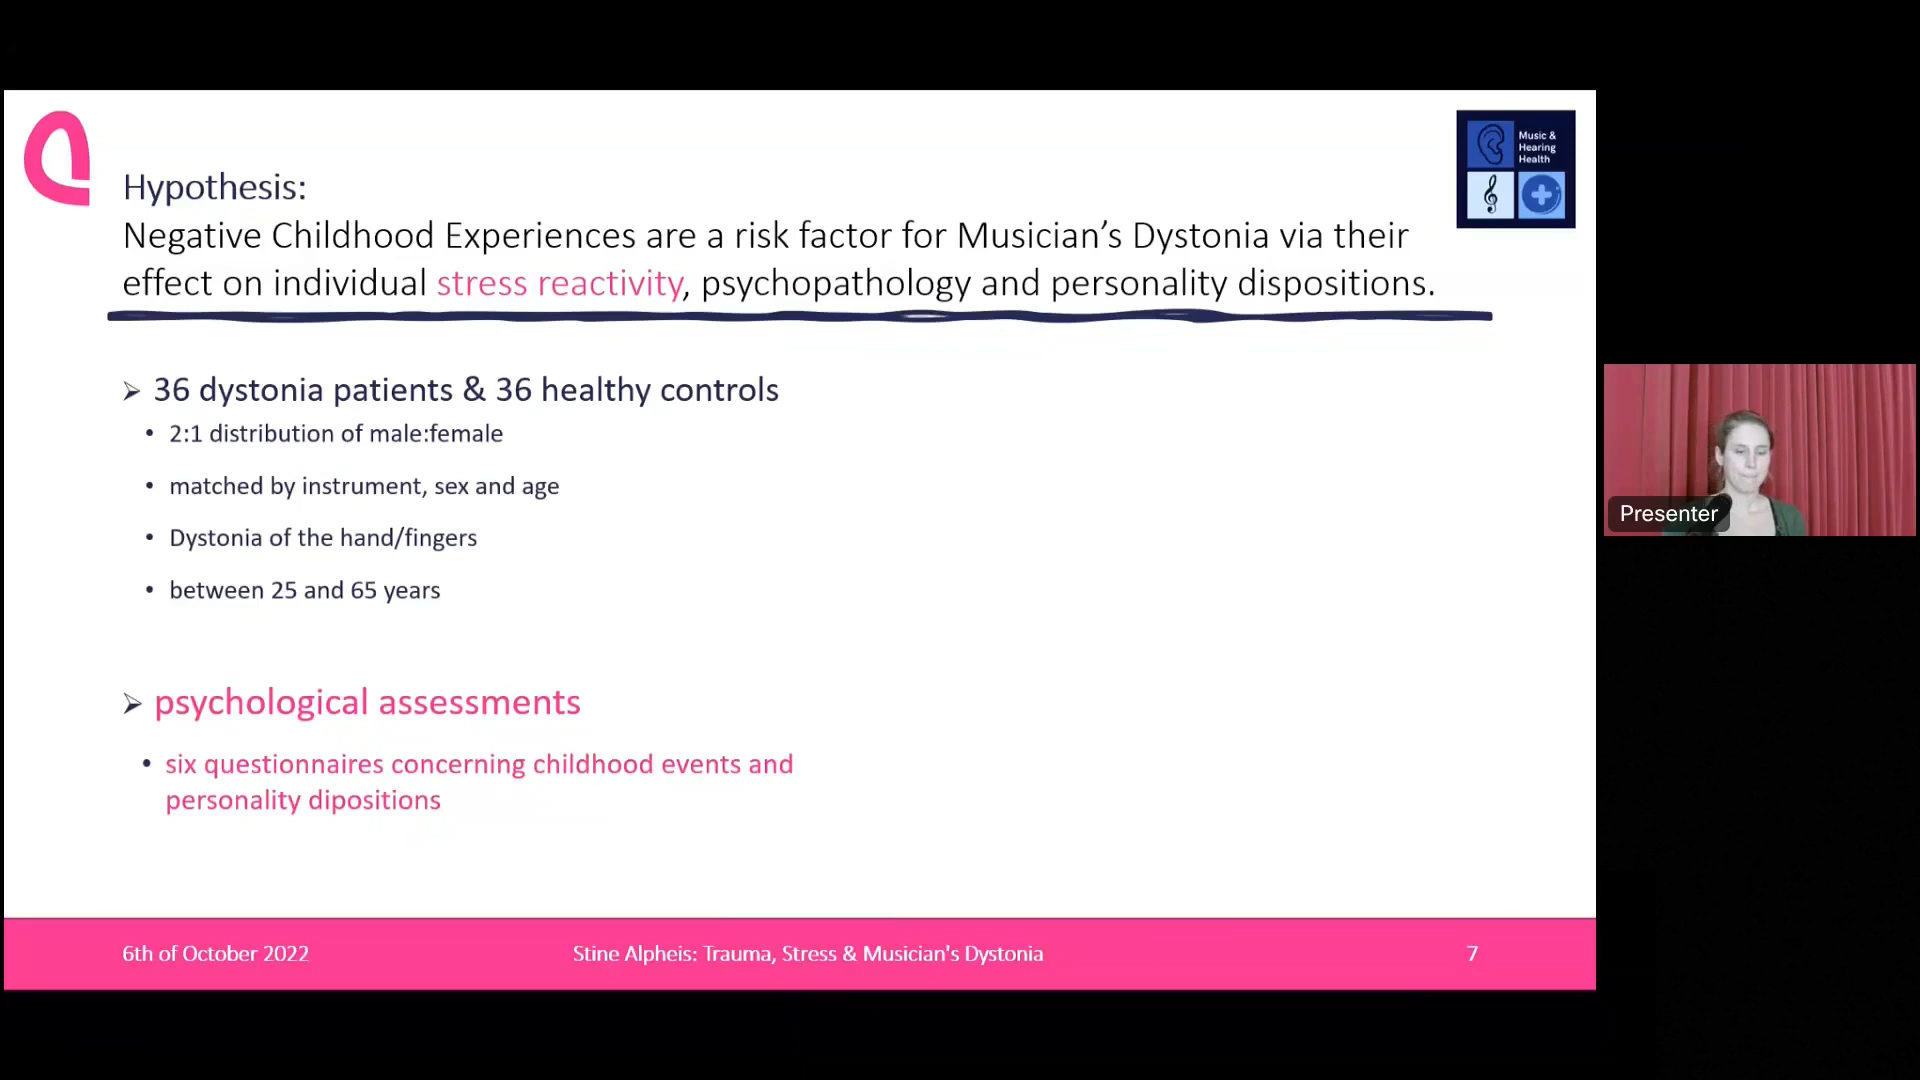 Music &
Hearing
Health
Hypothesis:
Negative Childhood Experiences are a risk factor for Musician’s Dystonia via their
effect on individual stress reactivity, psychopathology and personality dispositions.
➢ 36 dystonia patients & 36 healthy controls
• 2:1 distribution of male:female
• matched by instrument, sex and age
• Dystonia of the hand/fingers
• between 25 and 65 years
➢ psychological assessments
• six questionnaires concerning childhood events and
personality dipositions
Presenter
6th of October 2022
Stine Alpheis: Trauma, Stress & Musician's Dystonia
7